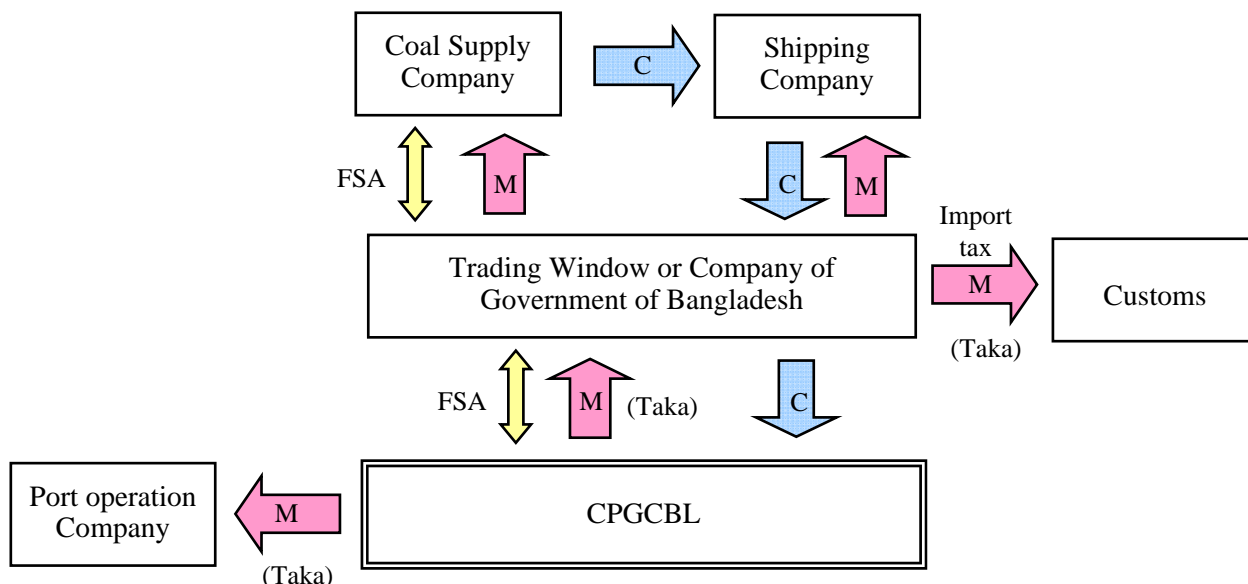 Coal Supply
Company
C
Shipping
Company
FSA
M
C
M
Import
tax
M
(Taka)
Trading Window or Company of
Government of Bangladesh
Customs
FSA
M
(Taka)
C
Port operation
Company
M
(Taka)
CPGCBL